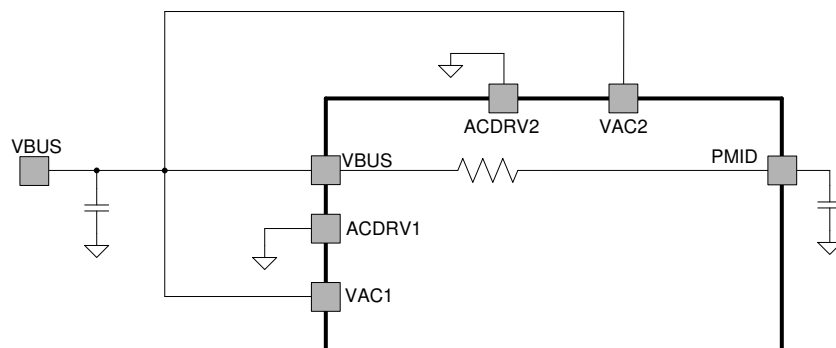 ACDRV2
VAC2
VBUS
VBUS
PMID
ACDRV1
VAC1